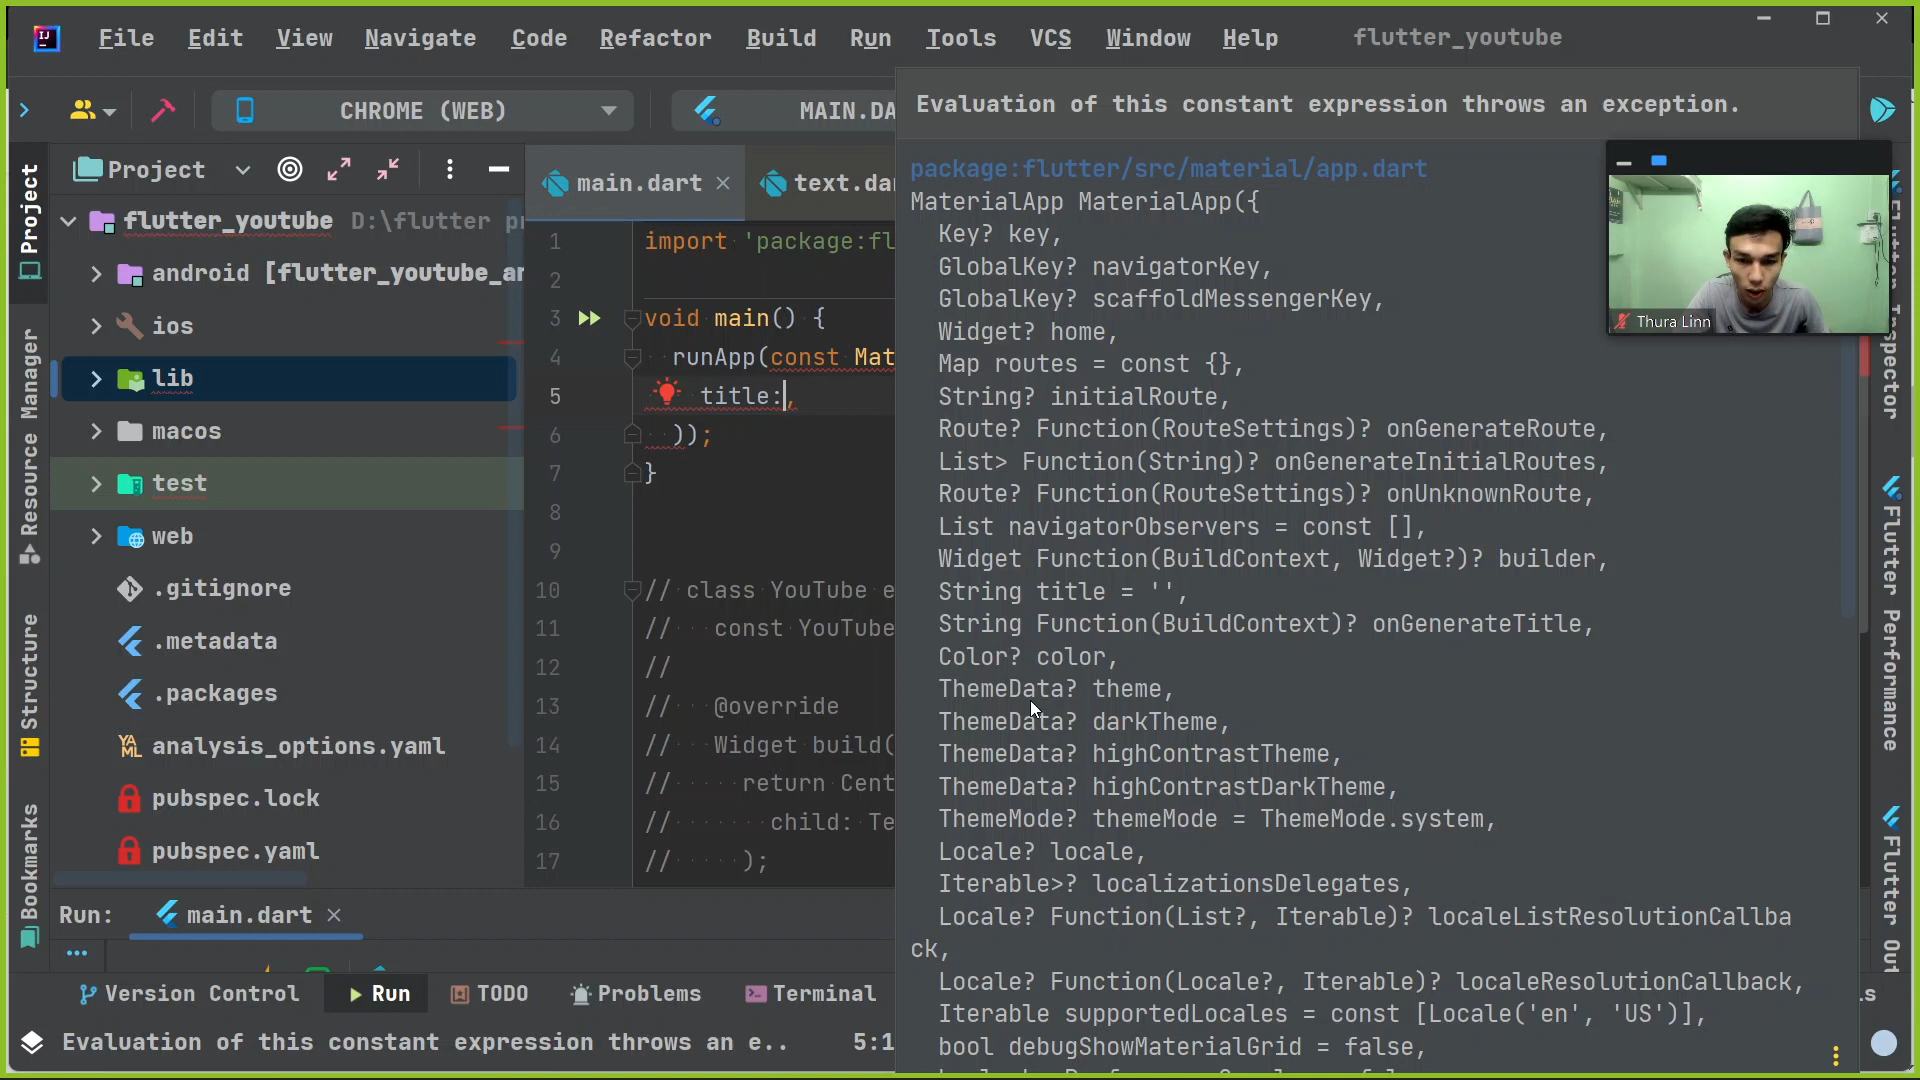 IJ File Edit View Navigate Code Refactor Build Run Tools VCS Window Help flutter_youtube
CHROME (WEB) MAIN.DA
Evaluation of this constant expression throws an exception.
Project
main.dart
text.da
flutter_youtube D:\flutter p
android [flutter_youtube_an
ios
lib
macos
test
web
.gitignore
.metadata
.packages
analysis_options.yaml
pubspec.lock
pubspec.yaml
Project
Resource Manager
Structure
Bookmarks
1 import 'package:fl
2
3 void main() {
4 runApp(const Mat
5 title:,
6 ));
7 }
8
9
10 // class YouTube e
11 // const YouTube
12 //
13 // @override
14 // Widget build(
15 // return Cent
16 // child: Te
17 // );
package:flutter/src/material/app.dart
MaterialApp MaterialApp({
Key? key,
GlobalKey? navigatorKey,
GlobalKey? scaffoldMessengerKey,
Widget? home,
Map routes = const {},
String? initialRoute,
Route? Function(RouteSettings)? onGenerateRoute,
List> Function(String)? onGenerateInitialRoutes,
Route? Function(RouteSettings)? onUnknownRoute,
List navigatorObservers = const [],
Widget Function(BuildContext, Widget?)? builder,
String title = '',
String Function(BuildContext)? onGenerateTitle,
Color? color,
ThemeData? theme,
ThemeData? darkTheme,
ThemeData? highContrastTheme,
ThemeData? highContrastDarkTheme,
ThemeMode? themeMode = ThemeMode.system,
Locale? locale,
Iterable>? localizationsDelegates,
Locale? Function(List?, Iterable)? localeListResolutionCallba
ck,
Locale? Function(Locale?, Iterable)? localeResolutionCallback,
Iterable supportedLocales = const [Locale('en', 'US')],
bool debugShowMaterialGrid = false,
Thura Linn
Inspector
Flutter Performance
Flutter Out
Run: main.dart
Version Control Run TODO Problems Terminal
Evaluation of this constant expression throws an e.. 5:1